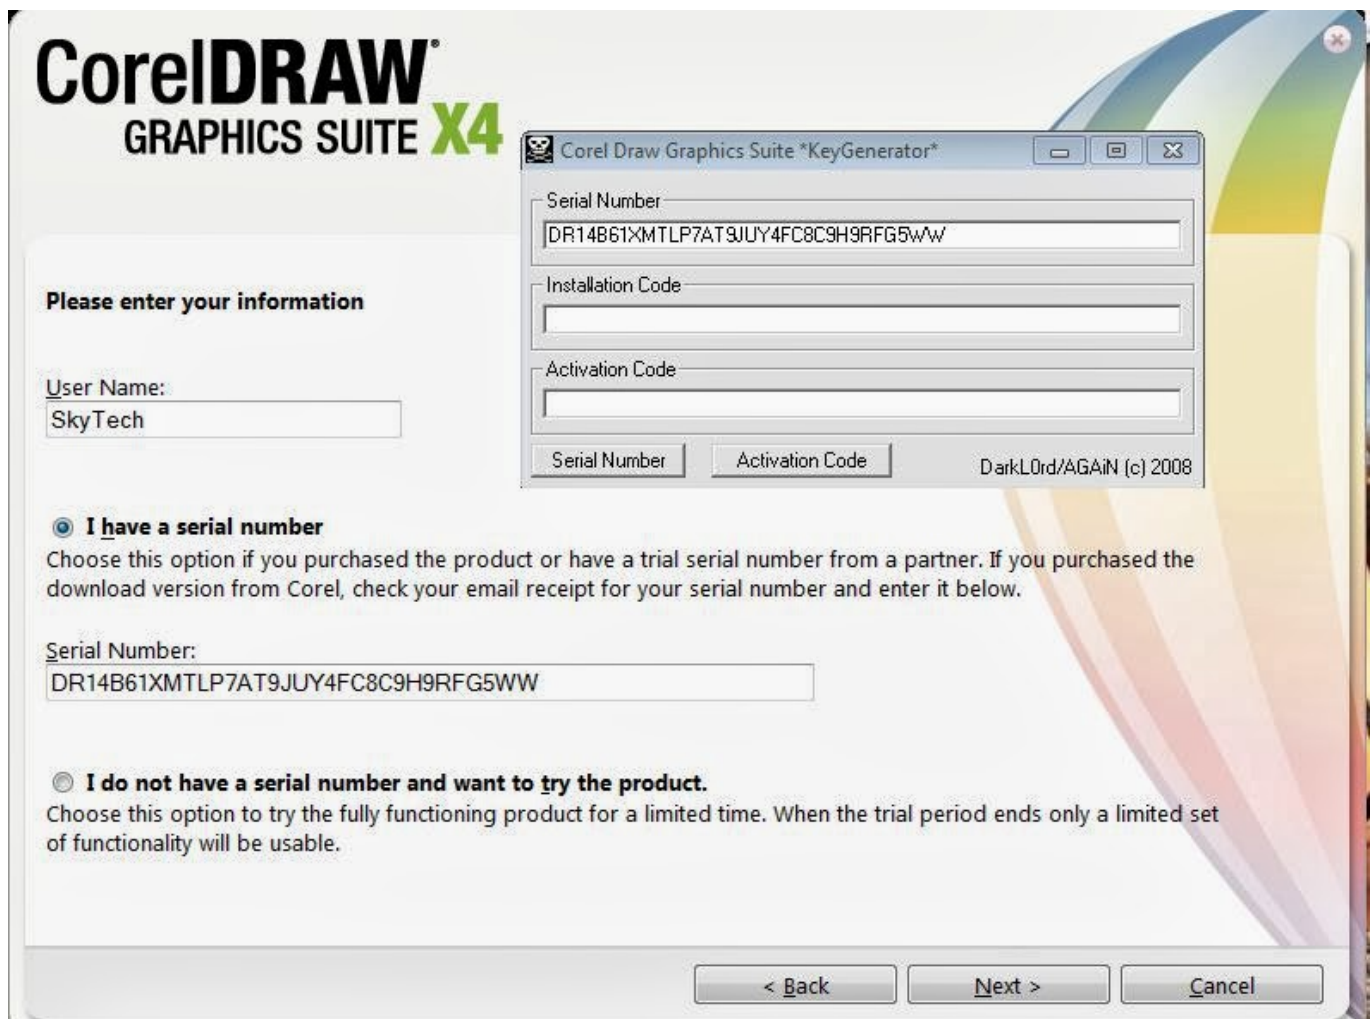 CorelDRAW®
GRAPHICS SUITE X4
Corel Draw Graphics Suite *KeyGenerator*
Serial Number
DR14B61XMTLP7AT9JUY4FC8C9H9RFG5WW
Installation Code
Activation Code
Serial Number
Activation Code
DarkL0rd/AGAiN (c) 2008
Please enter your information
User Name:
SkyTech
I have a serial number
Choose this option if you purchased the product or have a trial serial number from a partner. If you purchased the
download version from Corel, check your email receipt for your serial number and enter it below.
Serial Number:
DR14B61XMTLP7AT9JUY4FC8C9H9RFG5WW
I do not have a serial number and want to try the product.
Choose this option to try the fully functioning product for a limited time. When the trial period ends only a limited set
of functionality will be usable.
< Back
Next >
Cancel